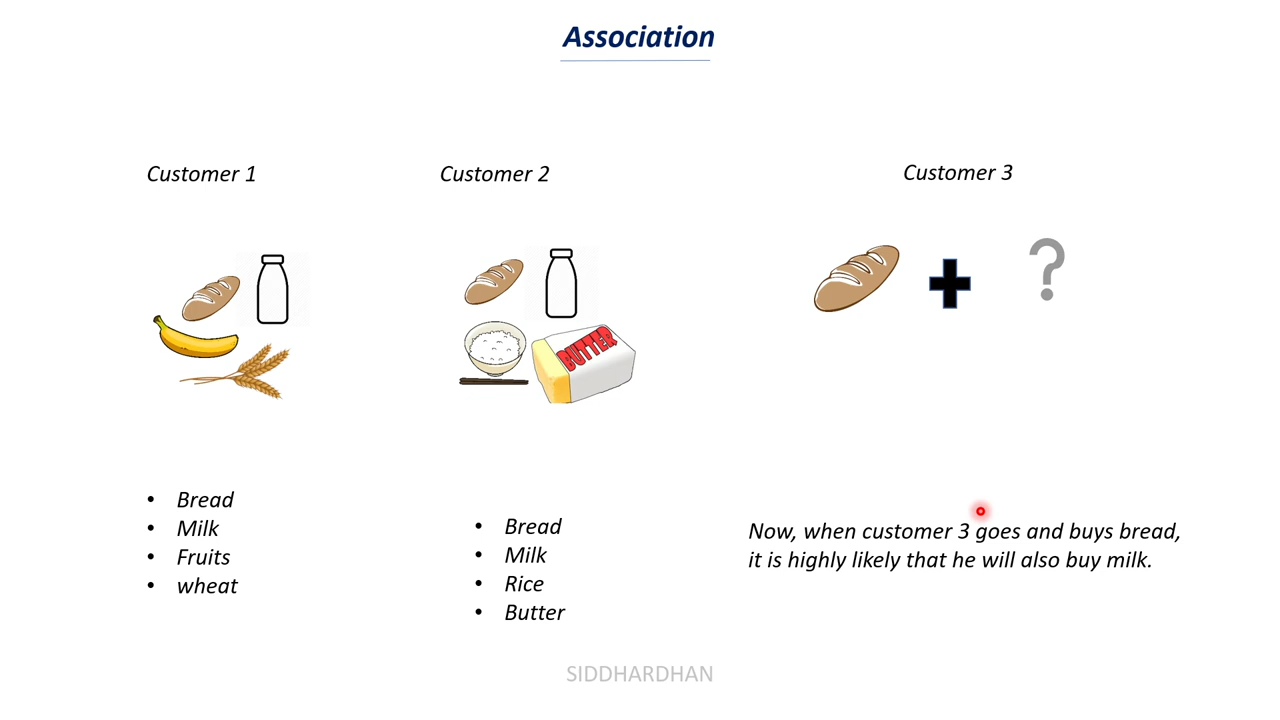 Association
Customer 1
Customer 2
Customer 3
BUTTER
Bread
Milk
Fruits
wheat
Bread
Milk
Rice
Butter
Now, when customer 3 goes and buys bread,
it is highly likely that he will also buy milk.
SIDDHARDHAN